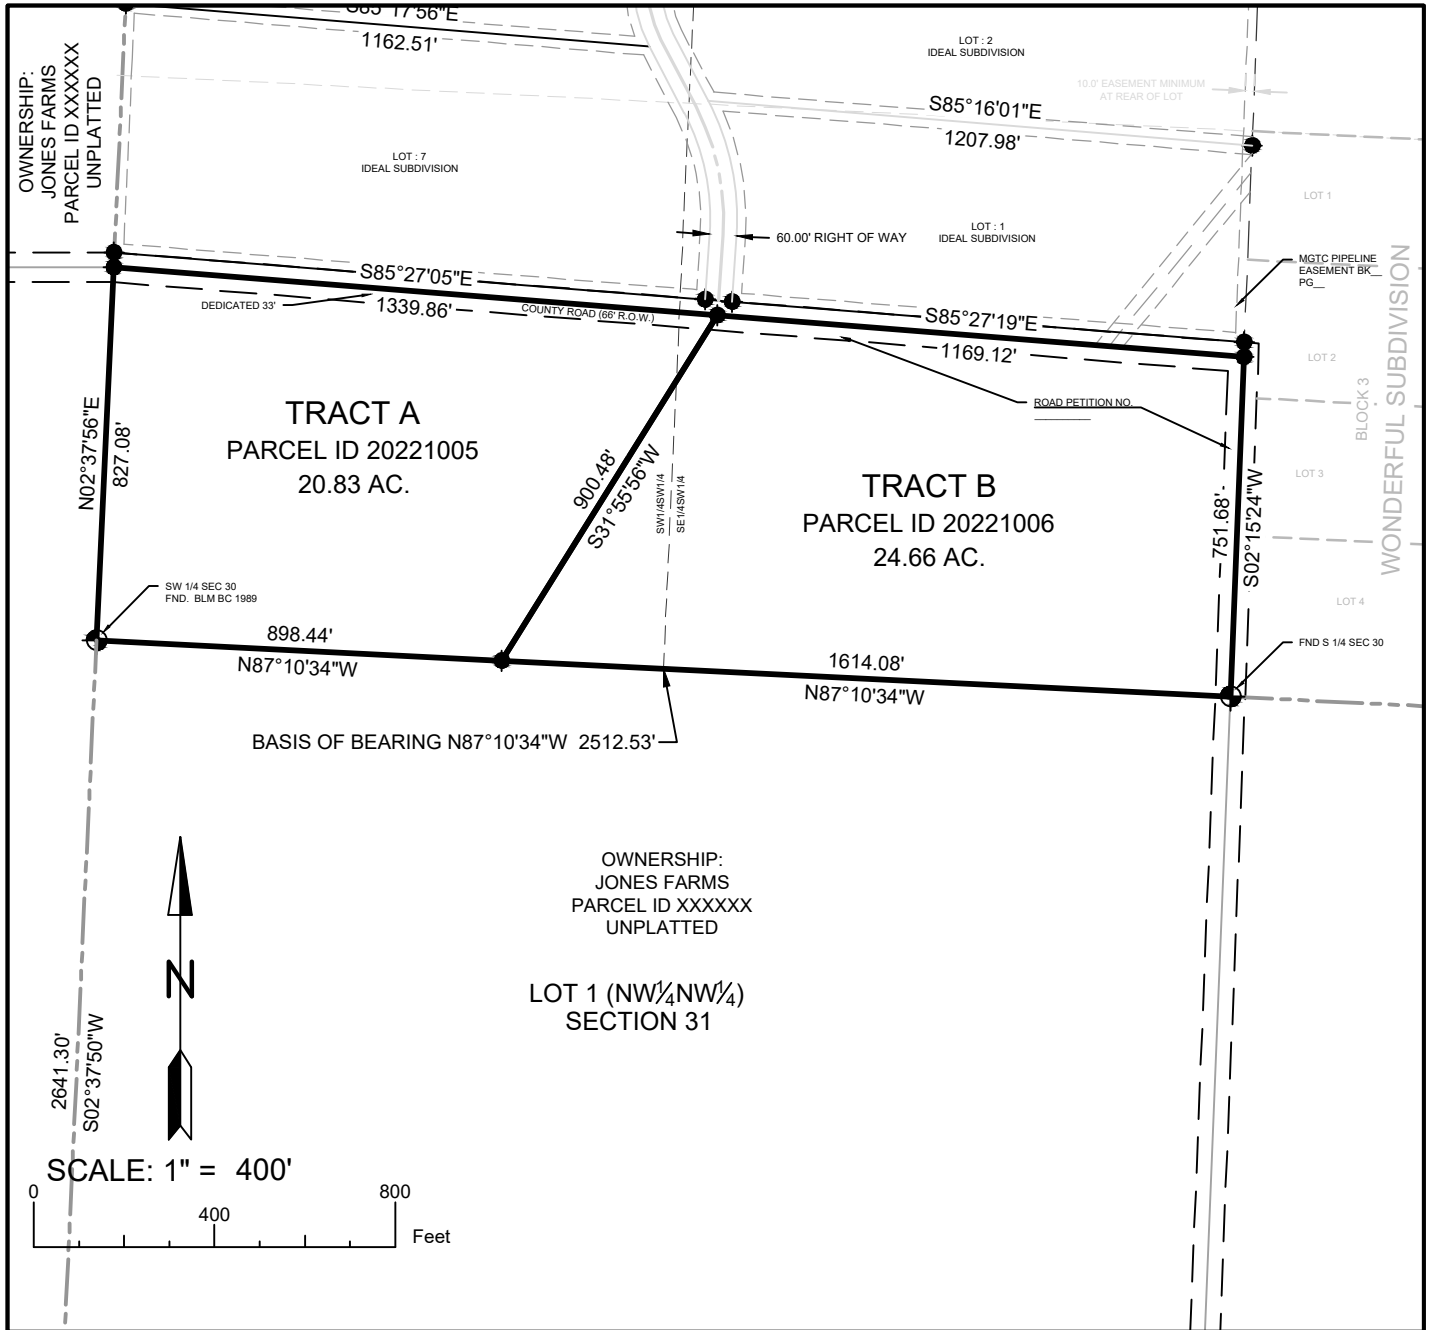 S85°17'56"E
1162.51'
OWNERSHIP:
JONES FARMS
PARCEL ID XXXXXX
UNPLATTED
LOT : 2
IDEAL SUBDIVISION
10.0' EASEMENT MINIMUM
AT REAR OF LOT
S85°16'01"E
1207.98'
LOT : 7
IDEAL SUBDIVISION
LOT 1
60.00' RIGHT OF WAY
LOT : 1
IDEAL SUBDIVISION
MGTC PIPELINE
EASEMENT BK__
PG__
S85°27'05"E
1339.86'
DEDICATED 33'
COUNTY ROAD (66' R.O.W.)
S85°27'19"E
1169.12'
LOT 2
BLOCK 3
WONDERFUL SUBDIVISION
ROAD PETITION NO.
__________
N02°37'56"E
827.08'
TRACT A
PARCEL ID 20221005
20.83 AC.
900.48'
S31°55'56"W
SW1/4SW1/4
SE1/4SW1/4
TRACT B
PARCEL ID 20221006
24.66 AC.
751.68'
S02°15'24"W
LOT 3
LOT 4
SW 1/4 SEC 30
FND. BLM BC 1989
898.44'
N87°10'34"W
1614.08'
N87°10'34"W
FND S 1/4 SEC 30
BASIS OF BEARING N87°10'34"W 2512.53'
OWNERSHIP:
JONES FARMS
PARCEL ID XXXXXX
UNPLATTED
LOT 1 (NW¼NW¼)
SECTION 31
N
2641.30'
S02°37'50"W
SCALE: 1" = 400'
0
400
800
Feet